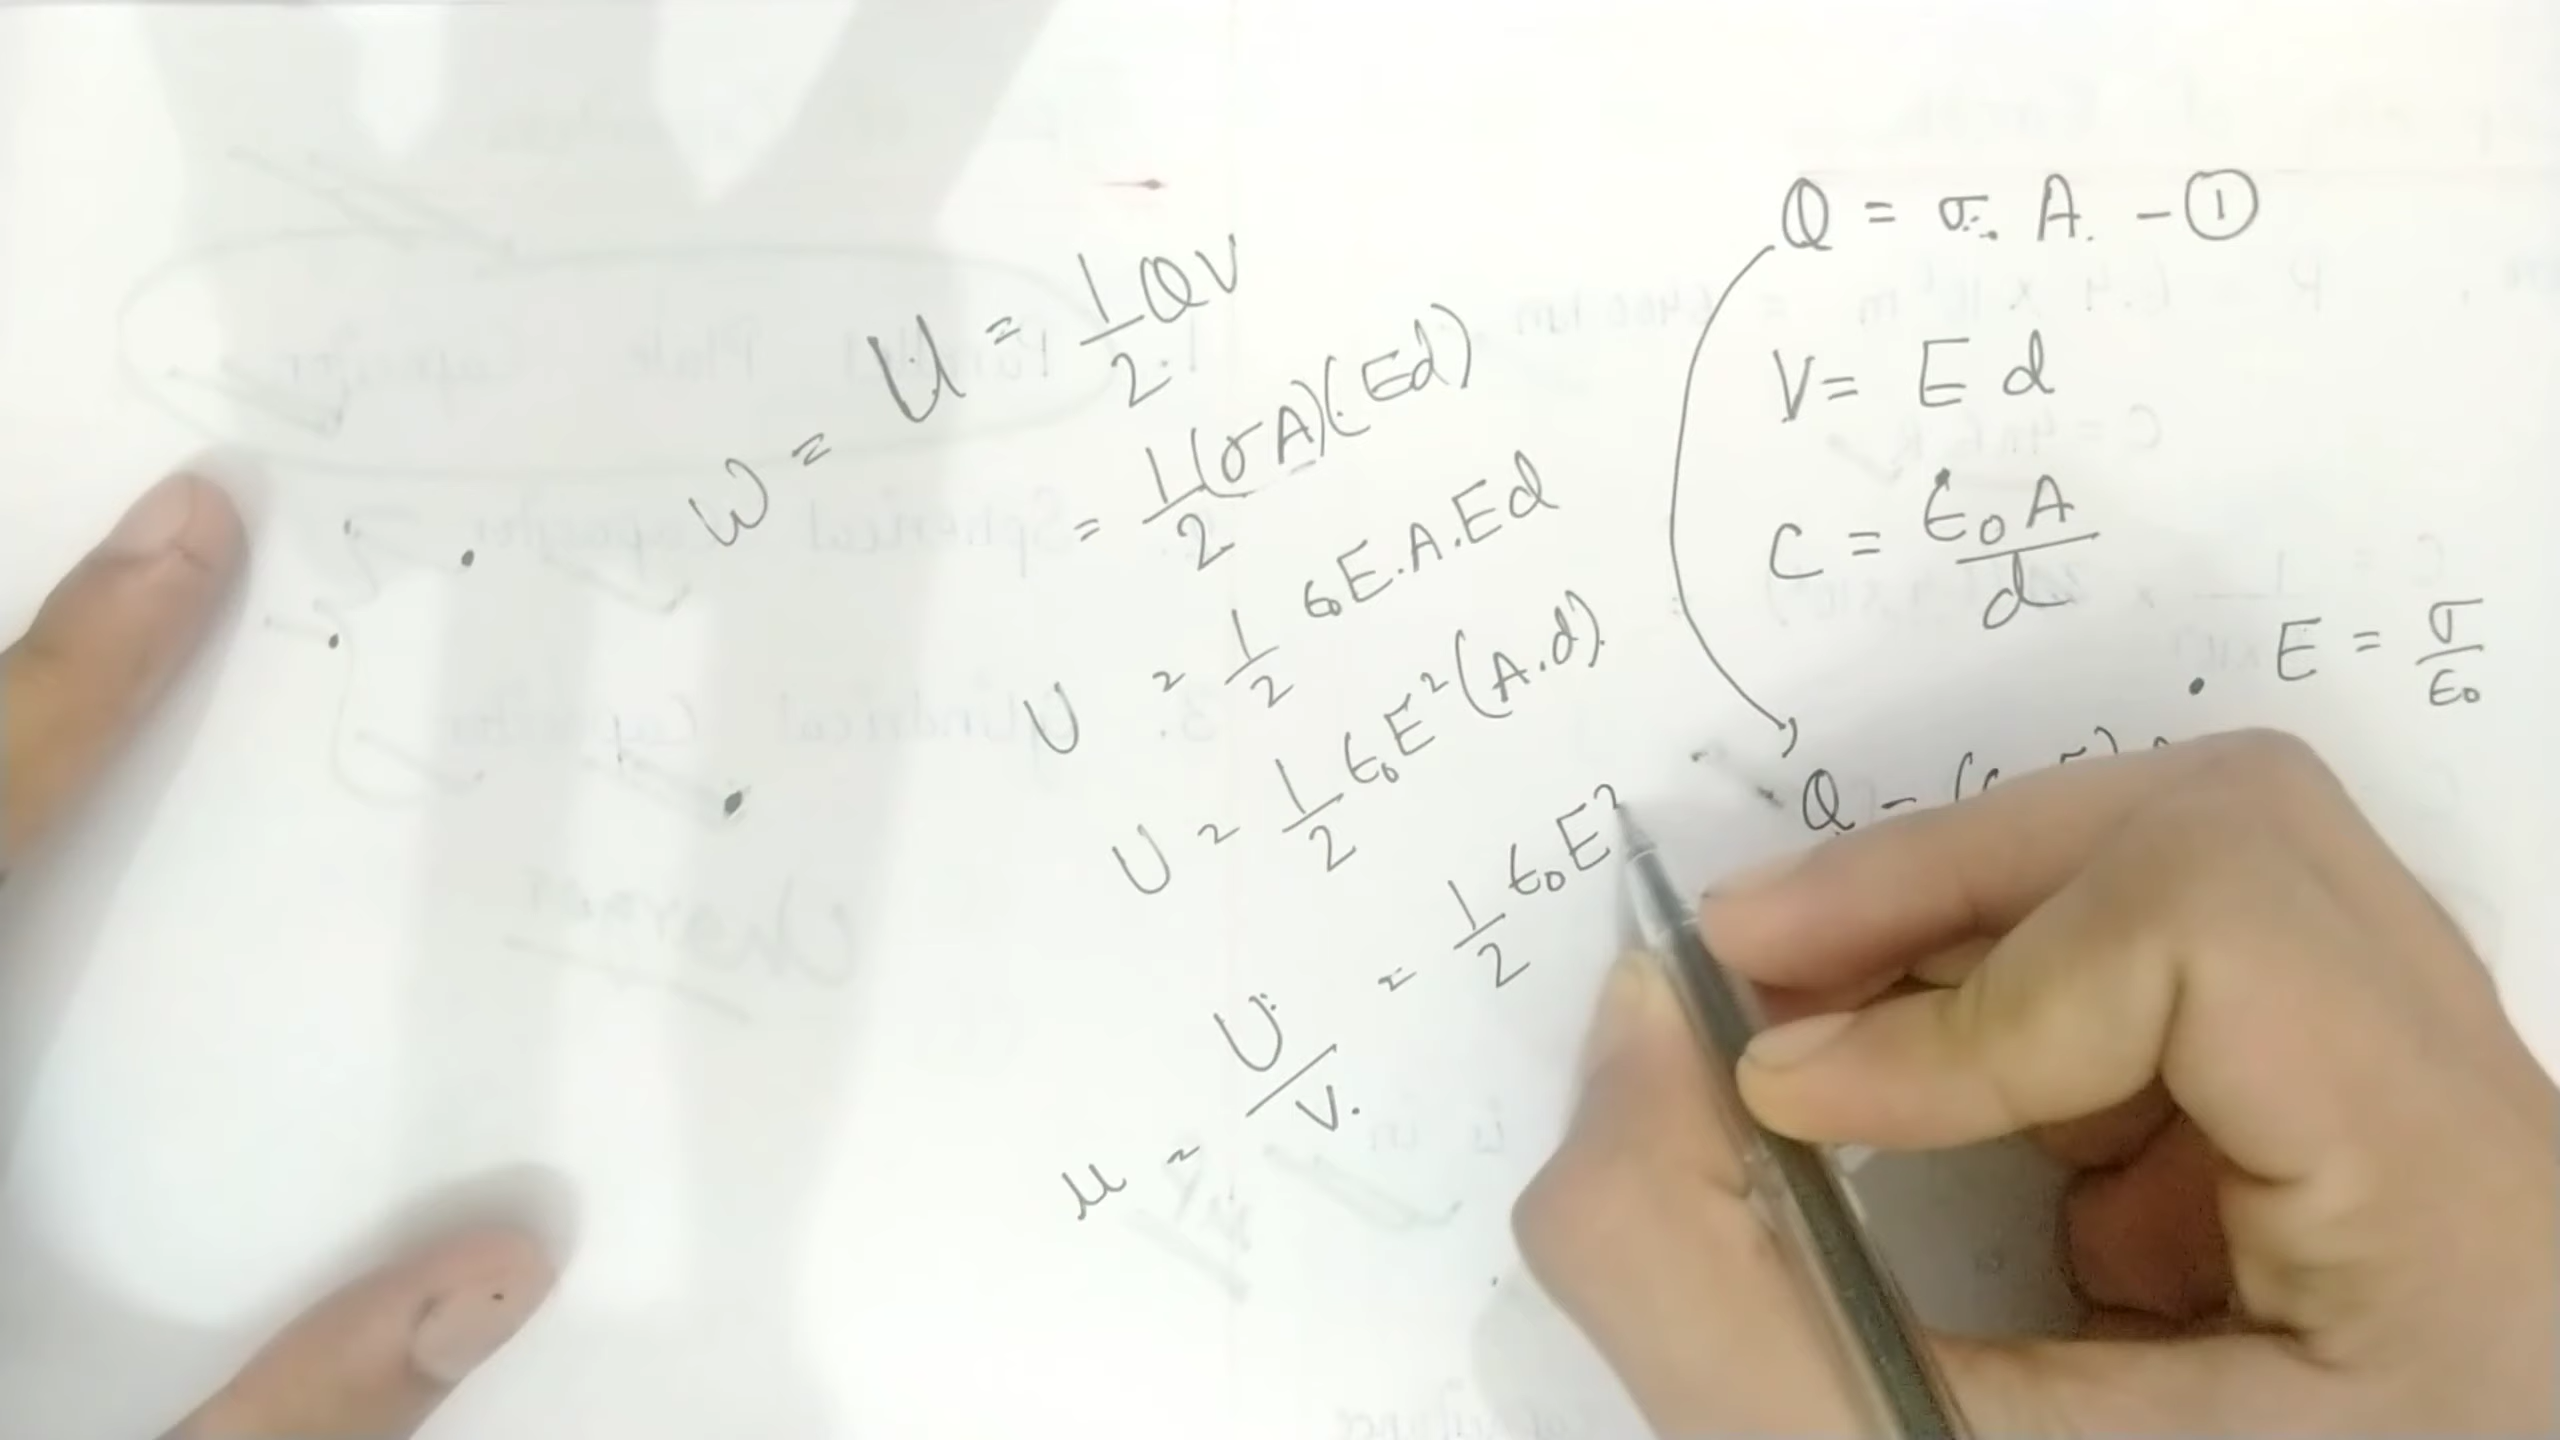 W = U = 1/2 QV
= 1/2 (σA)(Ed)
U = 1/2 ε₀E.A.Ed
U = 1/2 ε₀E²(A.d)
u = U/V = 1/2 ε₀E²
Q = σ. A. - ①
V = E d
C = ε₀A/d
E = σ/ε₀
Q =